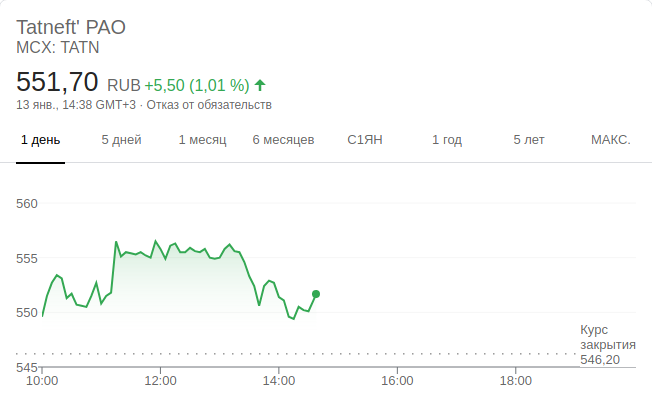 Tatneft' PAO
MCX: TATN
551,70 RUB +5,50 (1,01 %)
13 янв., 14:38 GMT+3 · Отказ от обязательств
1 день 5 дней 1 месяц 6 месяцев С1ЯН 1 год 5 лет МАКС.
560
555
550
545
Курс
закрытия
546,20
10:00 12:00 14:00 16:00 18:00